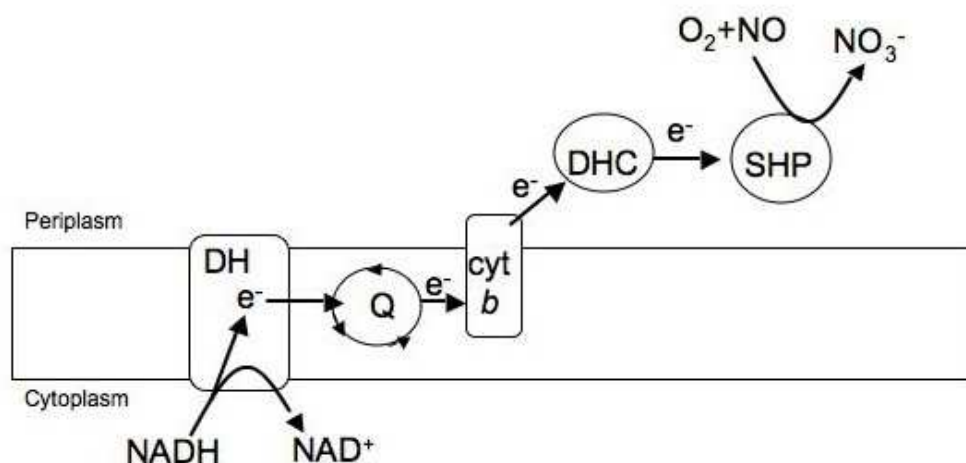 O₂+NO NO₃⁻
e⁻
DHC
SHP
e⁻
Periplasm
DH
cyt
e⁻
Q
e⁻
b
Cytoplasm
NADH NAD⁺